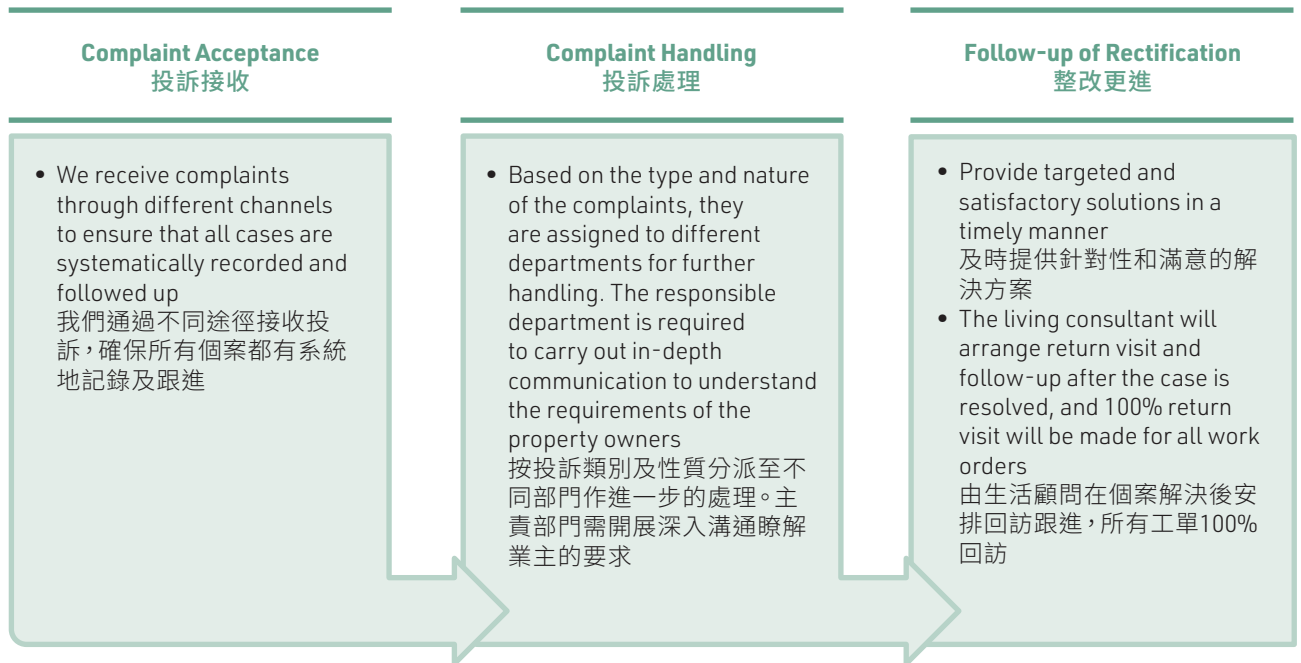 Complaint Acceptance
投訴接收
• We receive complaints
through different channels
to ensure that all cases are
systematically recorded and
followed up
我們通過不同途徑接收投
訴，確保所有個案都有系統
地記錄及跟進
Complaint Handling
投訴處理
• Based on the type and nature
of the complaints, they
are assigned to different
departments for further
handling. The responsible
department is required
to carry out in-depth
communication to understand
the requirements of the
property owners
按投訴類別及性質分派至不
同部門作進一步的處理。主
責部門需開展深入溝通瞭解
業主的要求
Follow-up of Rectification
整改更進
• Provide targeted and
satisfactory solutions in a
timely manner
及時提供針對性和滿意的解
決方案
• The living consultant will
arrange return visit and
follow-up after the case is
resolved, and 100% return
visit will be made for all work
orders
由生活顧問在個案解決後安
排回訪跟進，所有工單100%
回訪